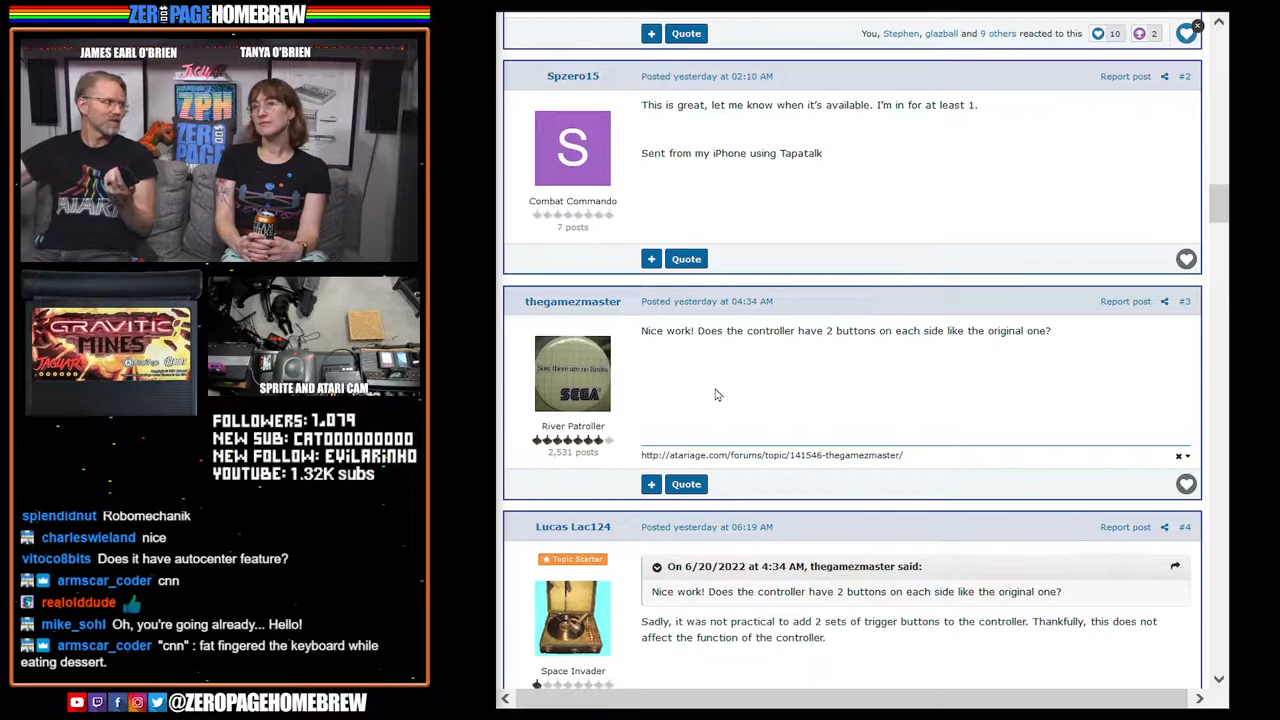 ZEROPAGEHOMEBREW
JAMES EARL O'BRIEN
TANYA O'BRIEN
ZPH
ZERO
PAGE
ATARI
GRAVITIC
MINES
JAGUAR
SPRITE AND ATARI CAM
FOLLOWERS: 1,079
NEW SUB: CATOOOOOOOOO
NEW FOLLOW: EVILARINHO
YOUTUBE: 1.32K subs
splendidnut Robomechanik
charleswieland nice
vitoco8bits Does it have autocenter feature?
armscar_coder cnn
realolddude
mike_sohl Oh, you're going already... Hello!
armscar_coder "cnn" : fat fingered the keyboard while
eating dessert.
@ZEROPAGEHOMEBREW
+ Quote You, Stephen, glazball and 9 others reacted to this 10 2
Spzero15 Posted yesterday at 02:10 AM Report post #2
This is great, let me know when it’s available. I’m in for at least 1.
S
Sent from my iPhone using Tapatalk
Combat Commando
7 posts
+ Quote
thegamezmaster Posted yesterday at 04:34 AM Report post #3
Nice work! Does the controller have 2 buttons on each side like the original one?
Now, there are no limits
SEGA
River Patroller
2,531 posts
http://atariage.com/forums/topic/141546-thegamezmaster/
+ Quote
Lucas Lac124 Posted yesterday at 06:19 AM Report post #4
Topic Starter
On 6/20/2022 at 4:34 AM, thegamezmaster said:
Nice work! Does the controller have 2 buttons on each side like the original one?
Sadly, it was not practical to add 2 sets of trigger buttons to the controller. Thankfully, this does not
affect the function of the controller.
Space Invader